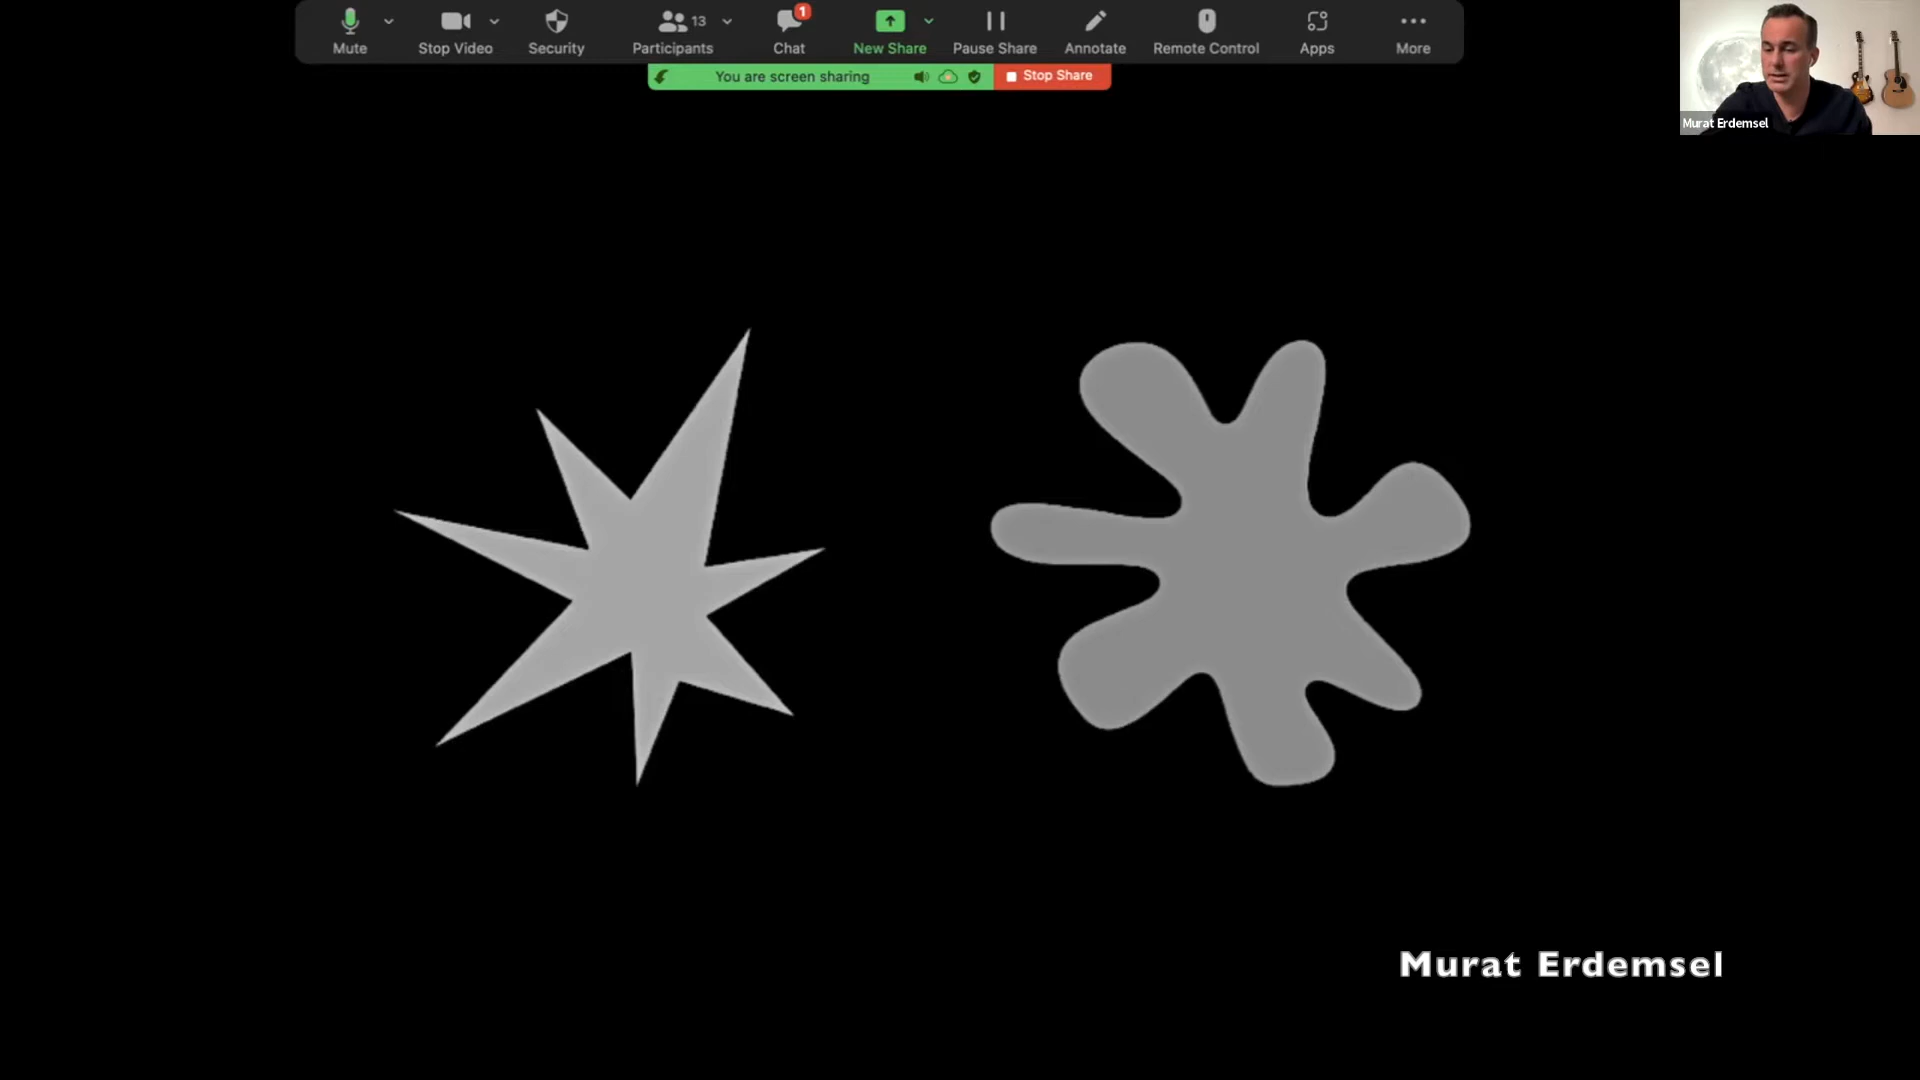 Mute
Stop Video
Security
13
Participants
1
Chat
New Share
Pause Share
Annotate
Remote Control
Apps
More
You are screen sharing
Stop Share
Murat Erdemsel
Murat Erdemsel